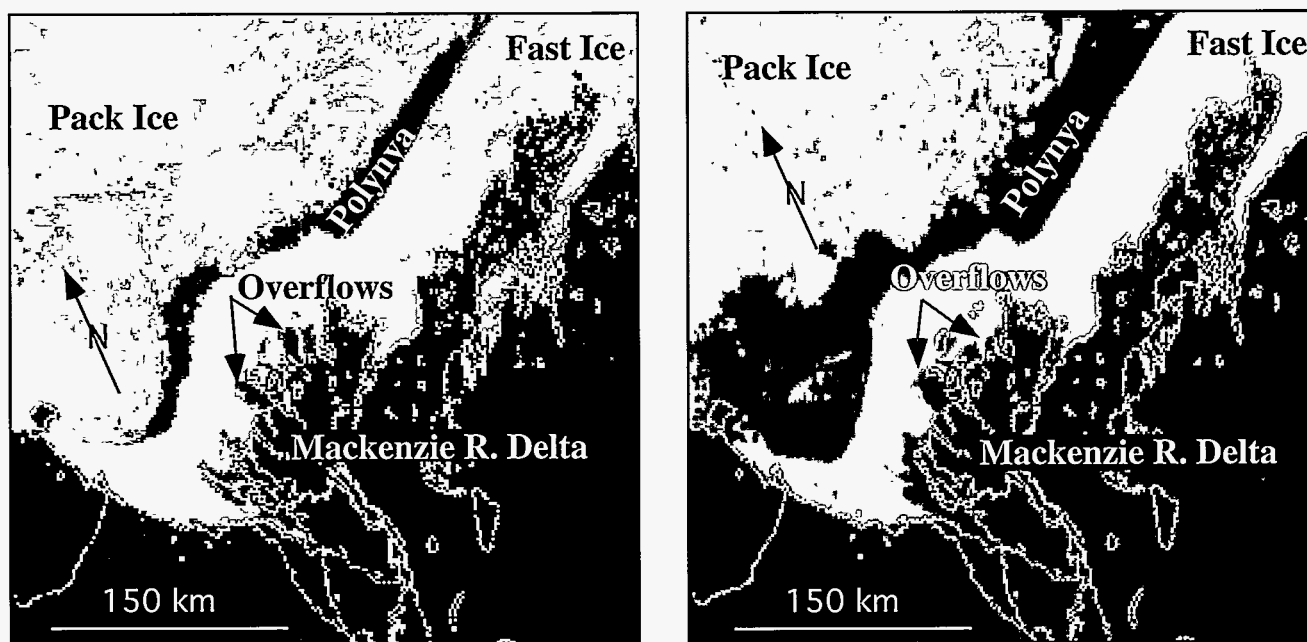 Fast Ice
Pack Ice
Polynya
N
Overflows
Mackenzie R. Delta
150 km
Fast Ice
Pack Ice
Polynya
N
Overflows
Mackenzie R. Delta
150 km